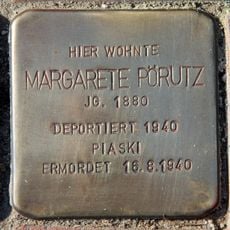 HIER WOHNTE
MARGARETE PÖRUTZ
JG. 1880
DEPORTIERT 1940
PIASKI
ERMORDET 16.8.1940